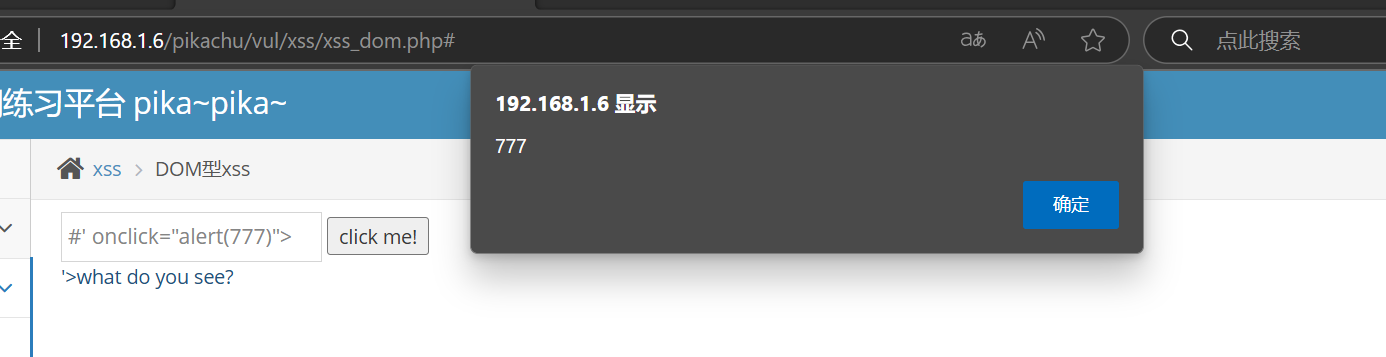 全 192.168.1.6/pikachu/vul/xss/xss_dom.php# aあ A 点此搜索
练习平台 pika~pika~
192.168.1.6 显示
777
确定
xss > DOM型xss
#' onclick="alert(777)"> click me!
'>what do you see?